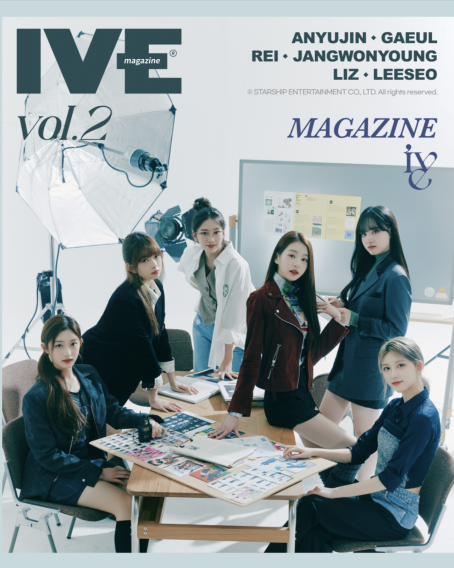 IVE
magazine ®
vol.2
ANYUJIN ◆ GAEUL
REI ◆ JANGWONYOUNG
LIZ ◆ LEESEO
® STARSHIP ENTERTAINMENT CO., LTD. All rights reserved.
MAGAZINE
ive